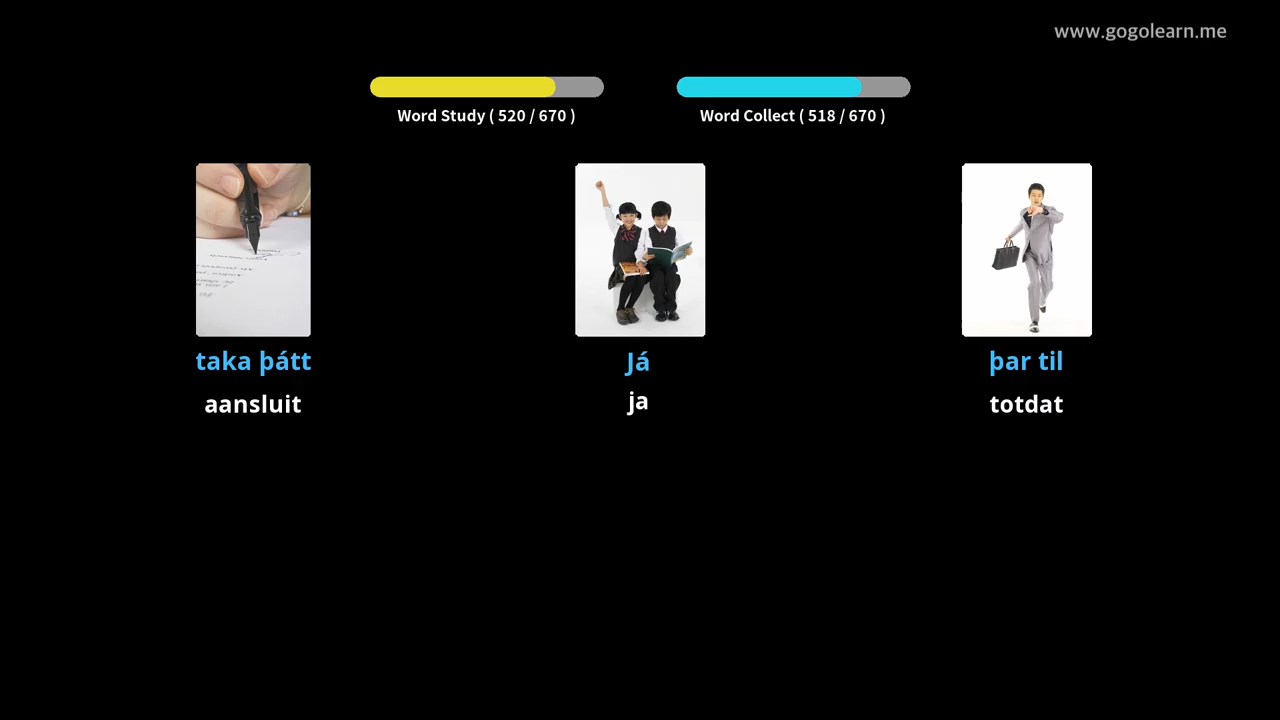 www.gogolearn.me
Word Study ( 520 / 670 )
Word Collect ( 518 / 670 )
taka þátt
Já
þar til
aansluit
ja
totdat